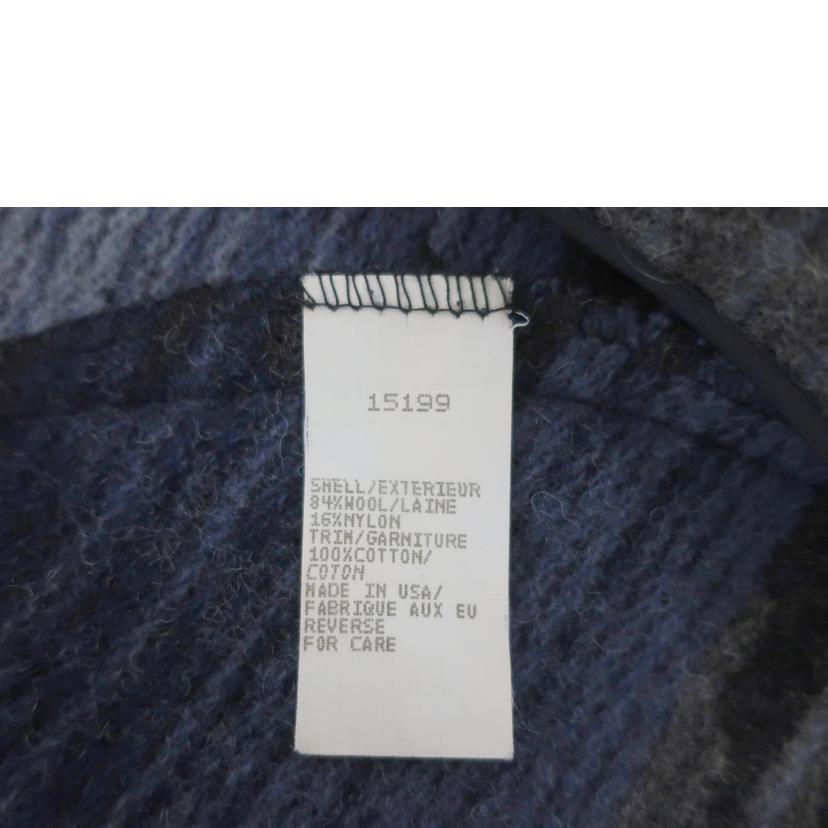 15199
SHELL/EXTERIEUR
84%WOOL/LAINE
16%NYLON
TRIM/GARNITURE
100%COTTON/
COTON
MADE IN USA/
FABRIQUE AUX EU
REVERSE
FOR CARE